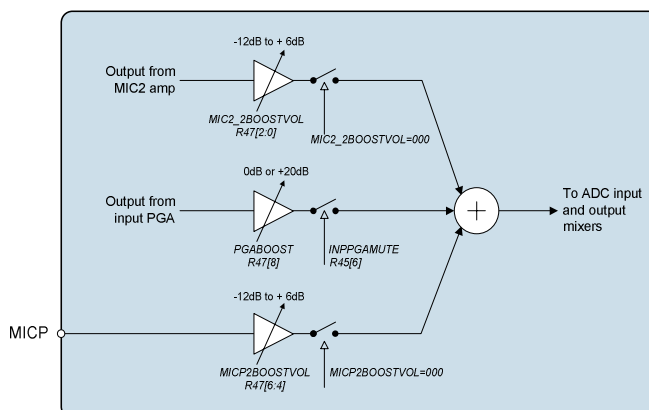 -12dB to + 6dB
Output from
MIC2 amp
MIC2_2BOOSTVOL
R47[2:0]
MIC2_2BOOSTVOL=000
0dB or +20dB
Output from
input PGA
PGABOOST
R47[8]
INPPGAMUTE
R45[6]
+
To ADC input
and output
mixers
-12dB to + 6dB
MICP
MICP2BOOSTVOL
R47[6:4]
MICP2BOOSTVOL=000